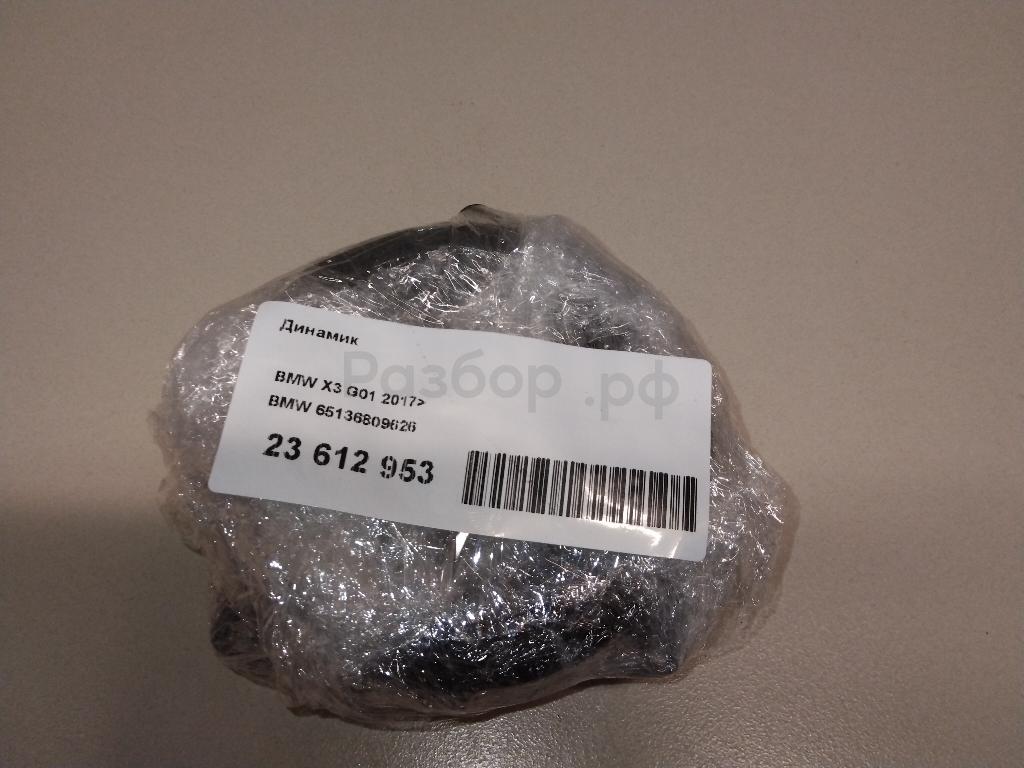 Динамик
BMW X3 G01 2017>
BMW 65136809626
23 612 953
Разбор.рф